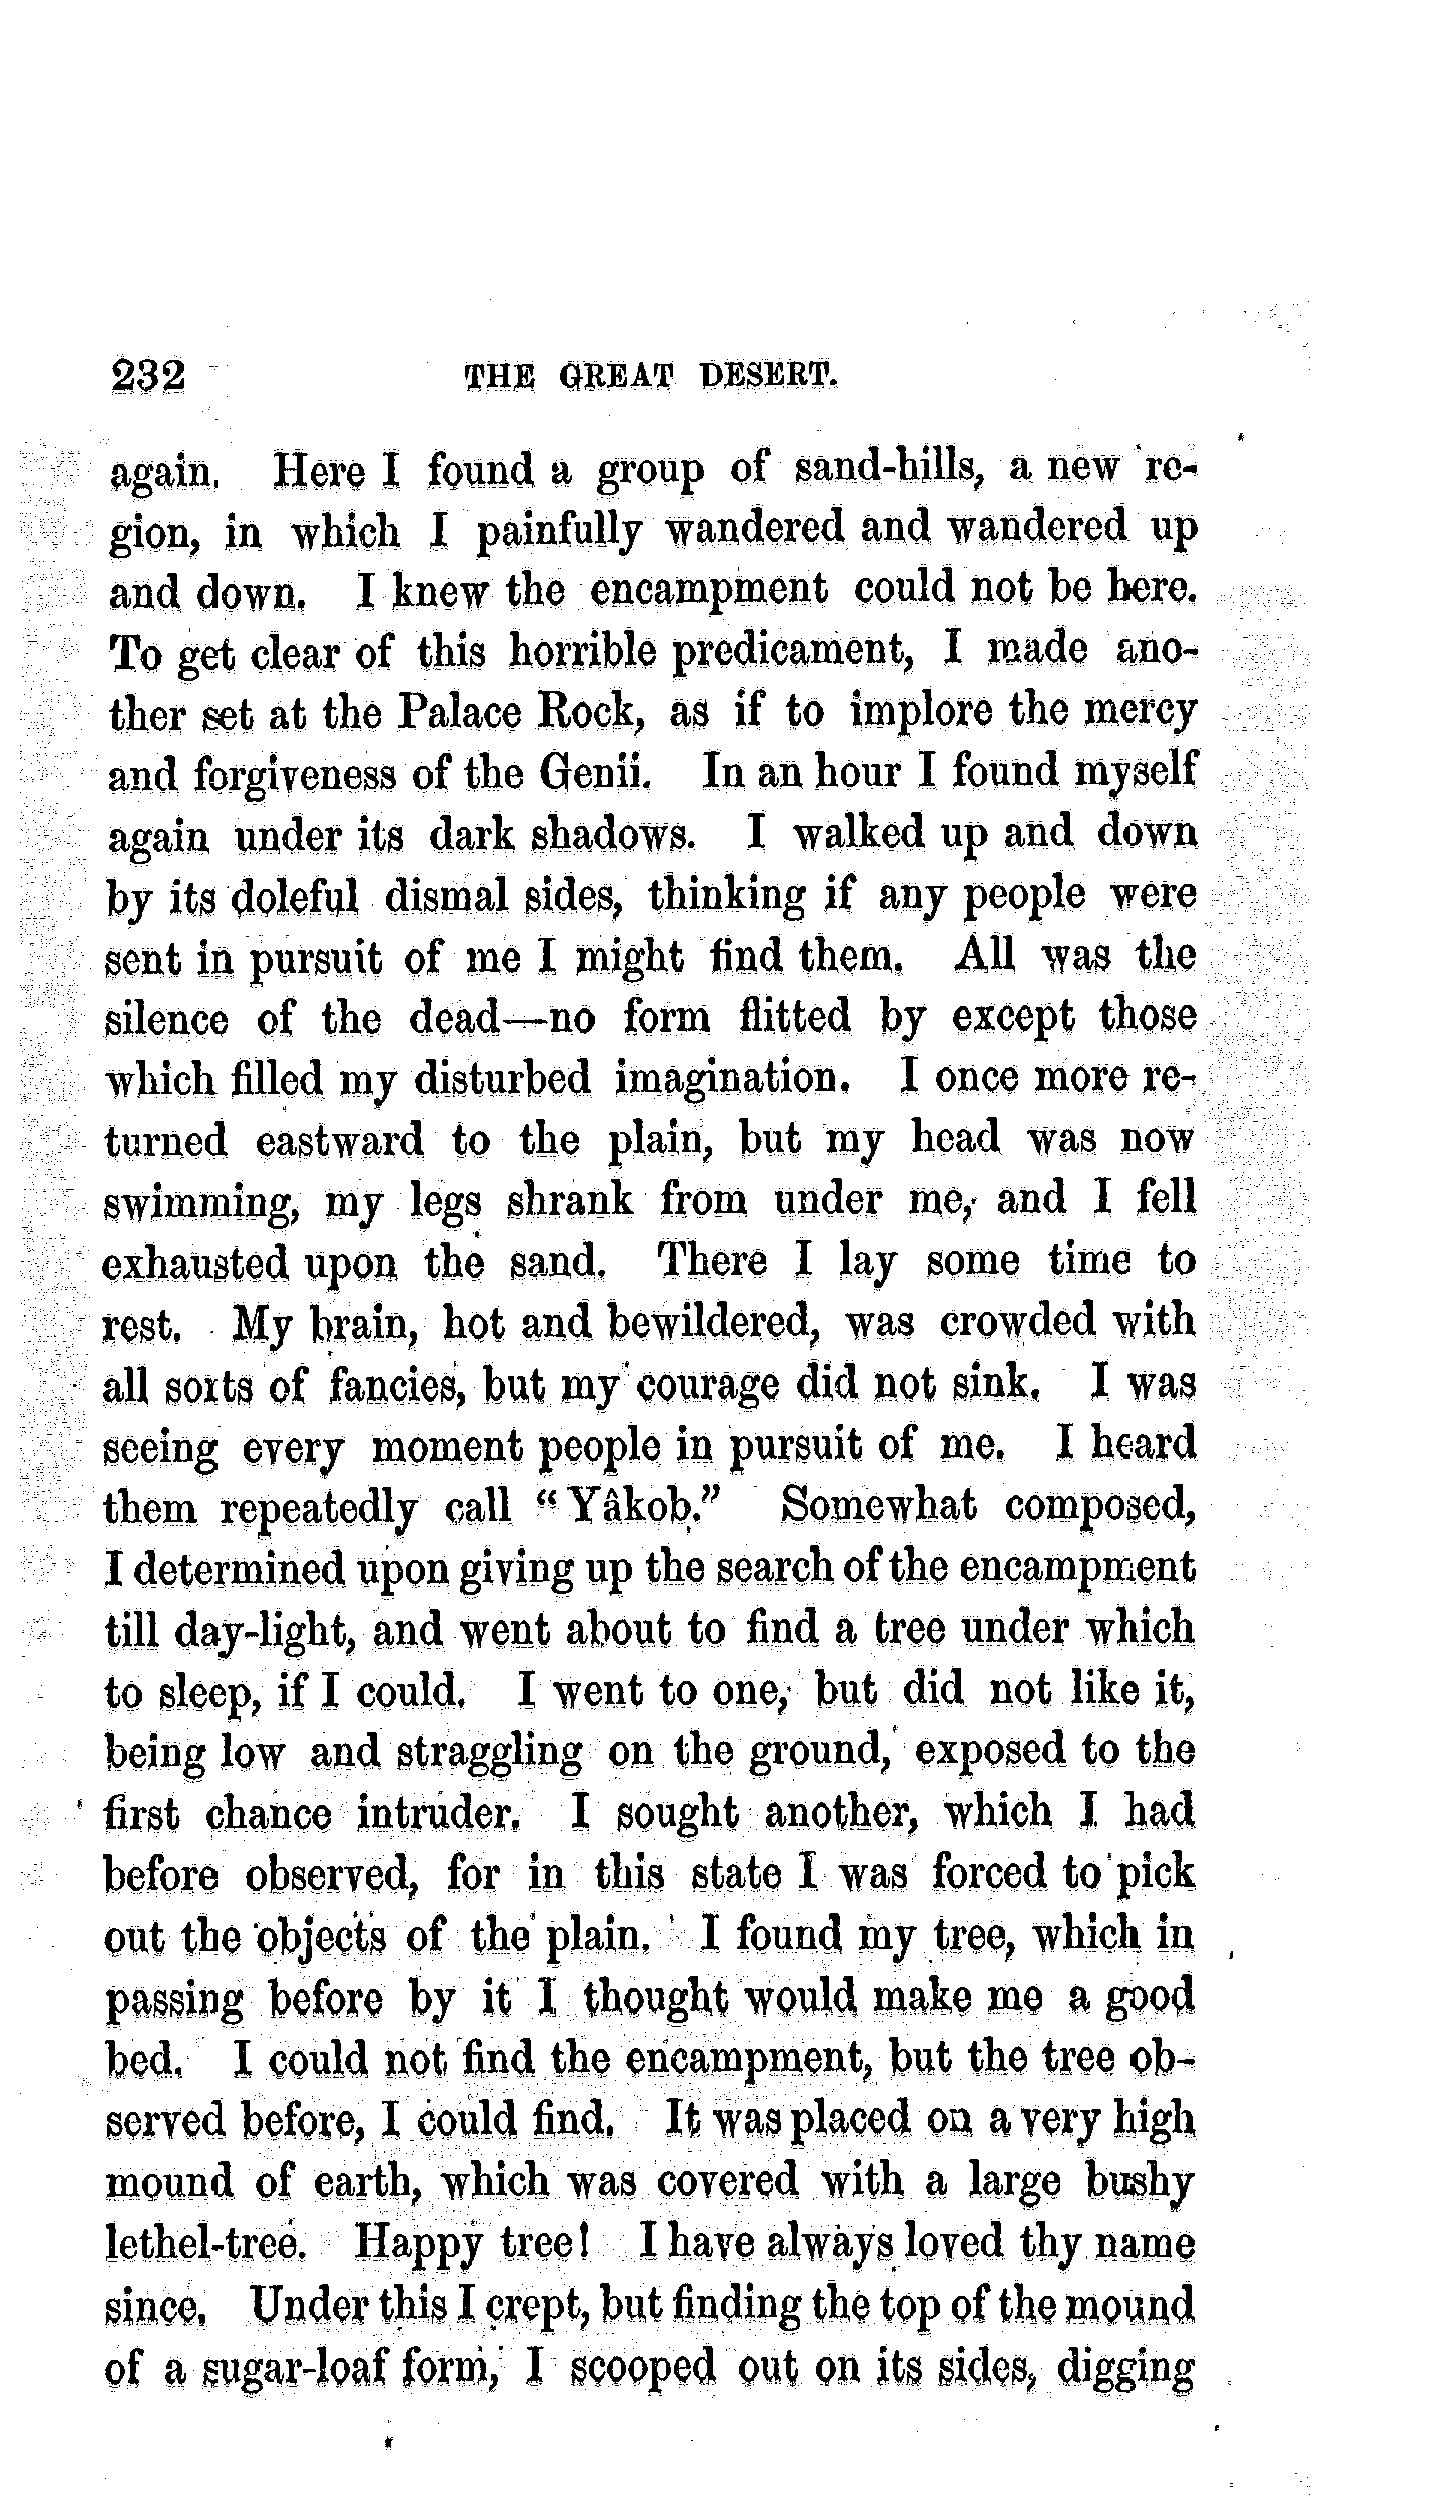 232 THE GREAT DESERT.
again. Here I found a group of sand-hills, a new re-
gion, in which I painfully wandered and wandered up
and down. I knew the encampment could not be here.
To get clear of this horrible predicament, I made ano-
ther set at the Palace Rock, as if to implore the mercy
and forgiveness of the Genii. In an hour I found myself
again under its dark shadows. I walked up and down
by its doleful dismal sides, thinking if any people were
sent in pursuit of me I might find them. All was the
silence of the dead—no form flitted by except those
which filled my disturbed imagination. I once more re-
turned eastward to the plain, but my head was now
swimming, my legs shrank from under me, and I fell
exhausted upon the sand. There I lay some time to
rest. My brain, hot and bewildered, was crowded with
all sorts of fancies, but my courage did not sink. I was
seeing every moment people in pursuit of me. I heard
them repeatedly call “Yâkob.” Somewhat composed,
I determined upon giving up the search of the encampment
till day-light, and went about to find a tree under which
to sleep, if I could. I went to one, but did not like it,
being low and straggling on the ground, exposed to the
first chance intruder. I sought another, which I had
before observed, for in this state I was forced to pick
out the objects of the plain. I found my tree, which in
passing before by it I thought would make me a good
bed. I could not find the encampment, but the tree ob-
served before, I could find. It was placed on a very high
mound of earth, which was covered with a large bushy
lethel-tree. Happy tree! I have always loved thy name
since. Under this I crept, but finding the top of the mound
of a sugar-loaf form, I scooped out on its sides, digging